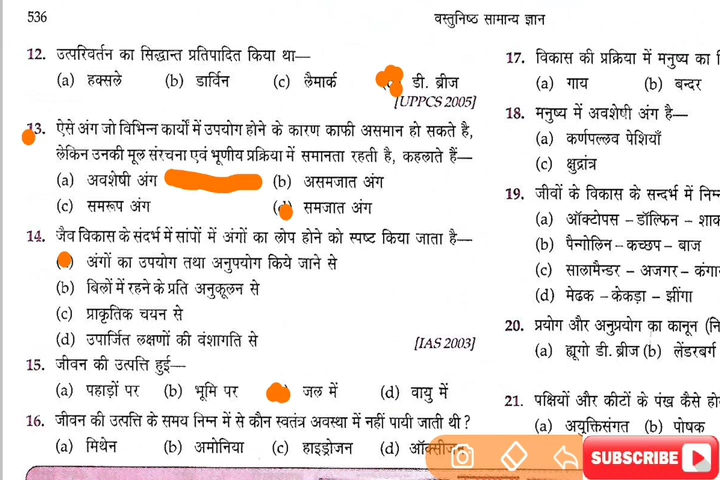 536
वस्तुनिष्ठ सामान्य ज्ञान
12. उत्परिवर्तन का सिद्धान्त प्रतिपादित किया था—
(a) हक्सले (b) डार्विन (c) लैमार्क डी. ब्रीज
[UPPCS 2005]
13. ऐसे अंग जो विभिन्न कार्यों में उपयोग होने के कारण काफी असमान हो सकते है,
लेकिन उनकी मूल संरचना एवं भूणीय प्रक्रिया में समानता रहती है, कहलाते हैं—
(a) अवशेषी अंग (b) असमजात अंग
(c) समरूप अंग (d) समजात अंग
14. जैव विकास के संदर्भ में सांपों में अंगों का लोप होने को स्पष्ट किया जाता है—
अंगों का उपयोग तथा अनुपयोग किये जाने से
(b) बिलों में रहने के प्रति अनुकूलन से
(c) प्राकृतिक चयन से
(d) उपार्जित लक्षणों की वंशागति से [IAS 2003]
15. जीवन की उत्पत्ति हुई—
(a) पहाड़ों पर (b) भूमि पर जल में (d) वायु में
16. जीवन की उत्पत्ति के समय निम्न में से कौन स्वतंत्र अवस्था में नहीं पायी जाती थी ?
(a) मिथेन (b) अमोनिया (c) हाइड्रोजन (d) ऑक्सीजन
17. विकास की प्रक्रिया में मनुष्य का
(a) गाय (b) बन्दर
18. मनुष्य में अवशेषी अंग है—
(a) कर्णपल्लव पेशियाँ
(c) क्षुद्रांत्र
19. जीवों के विकास के सन्दर्भ में
(a) ऑक्टोपस – डॉल्फिन –
(b) पैन्गोलिन – कच्छप – बाज
(c) सालामैन्डर – अजगर –
(d) मेढक – केकड़ा – झींगा
20. प्रयोग और अनुप्रयोग का कानून
(a) ह्यूगो डी. ब्रीज (b) लेंडरबर्ग
21. पक्षियों और कीटों के पंख कैसे
(a) अयुक्तिसंगत (b) पोषक
SUBSCRIBE